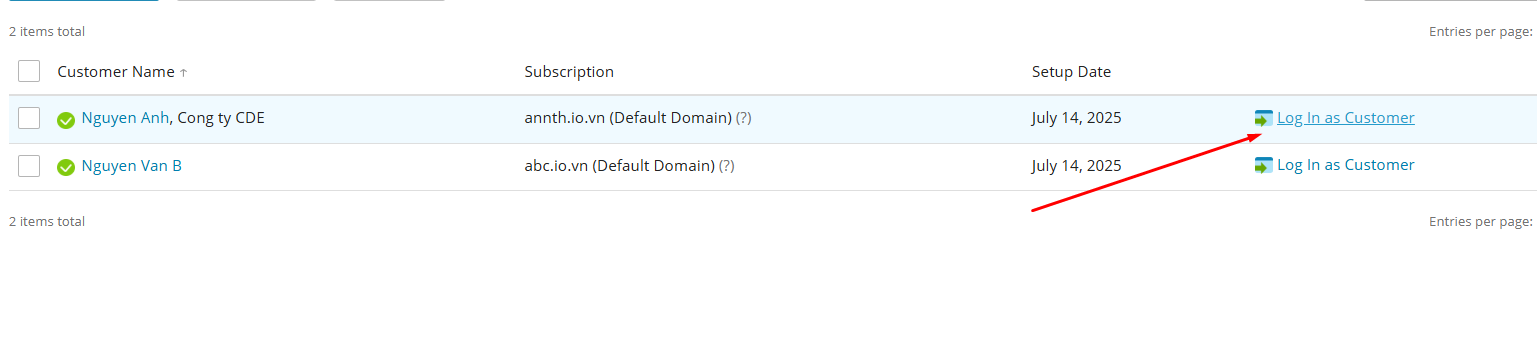 2 items total Entries per page:
Customer Name ↑ Subscription Setup Date
Nguyen Anh, Cong ty CDE annth.io.vn (Default Domain) (?) July 14, 2025 Log In as Customer
Nguyen Van B abc.io.vn (Default Domain) (?) July 14, 2025 Log In as Customer
2 items total Entries per page: